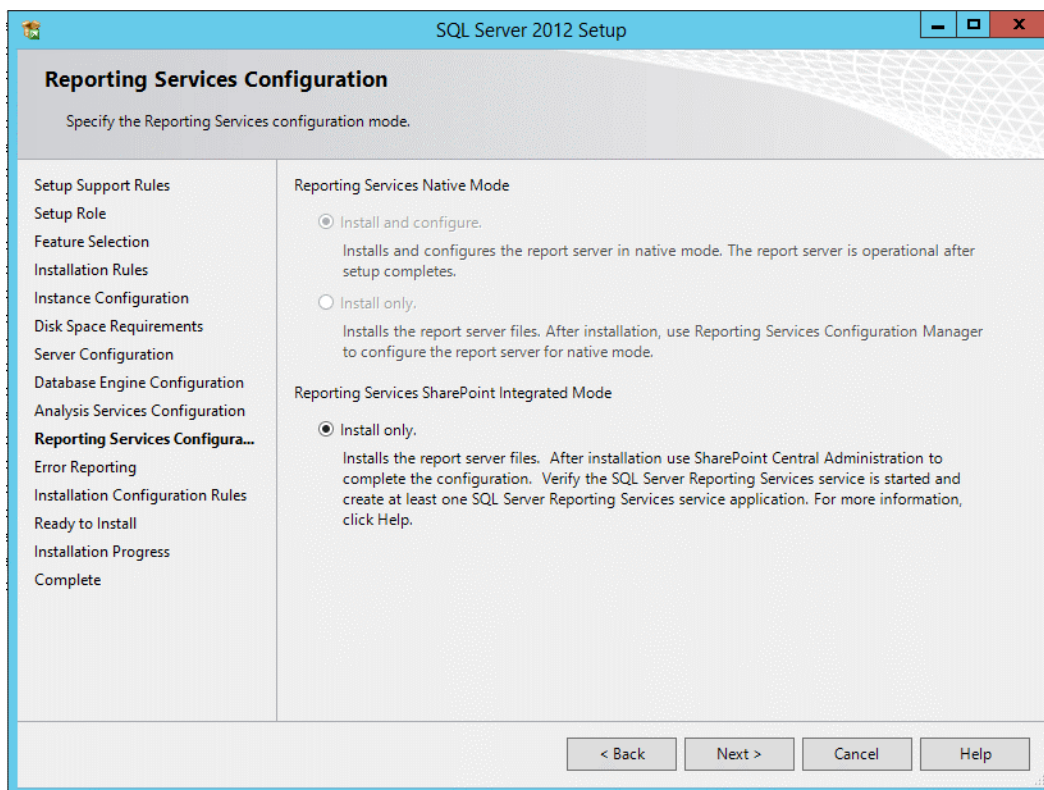 SQL Server 2012 Setup
Reporting Services Configuration
Specify the Reporting Services configuration mode.
Setup Support Rules
Setup Role
Feature Selection
Installation Rules
Instance Configuration
Disk Space Requirements
Server Configuration
Database Engine Configuration
Analysis Services Configuration
Reporting Services Configura...
Error Reporting
Installation Configuration Rules
Ready to Install
Installation Progress
Complete
Reporting Services Native Mode
Install and configure.
Installs and configures the report server in native mode. The report server is operational after
setup completes.
Install only.
Installs the report server files. After installation, use Reporting Services Configuration Manager
to configure the report server for native mode.
Reporting Services SharePoint Integrated Mode
Install only.
Installs the report server files.  After installation use SharePoint Central Administration to
complete the configuration.  Verify the SQL Server Reporting Services service is started and
create at least one SQL Server Reporting Services service application. For more information,
click Help.
< Back
Next >
Cancel
Help